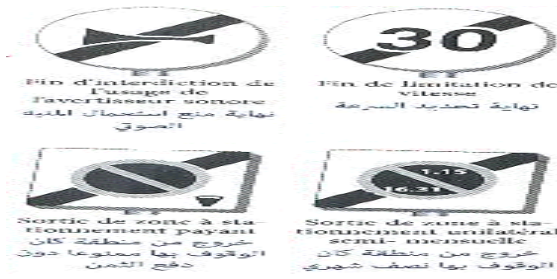 Fin d'interdiction de
l'usage de
l'avertisseur sonore
نهاية منع استعمال المنبه
الصوتي
30
Fin de limitation de
vitesse
نهاية تحديد السرعة
Sortie de zone à sta-
tionnement payant
خروج من منطقة كان
الوقوف بها ممنوعا دون
دفع الثمن
1-15
16-31
Sortie de zone à sta-
tionnement unilatéral
semi-mensuelle
خروج من منطقة كان
الوقوف بها نصف شهري